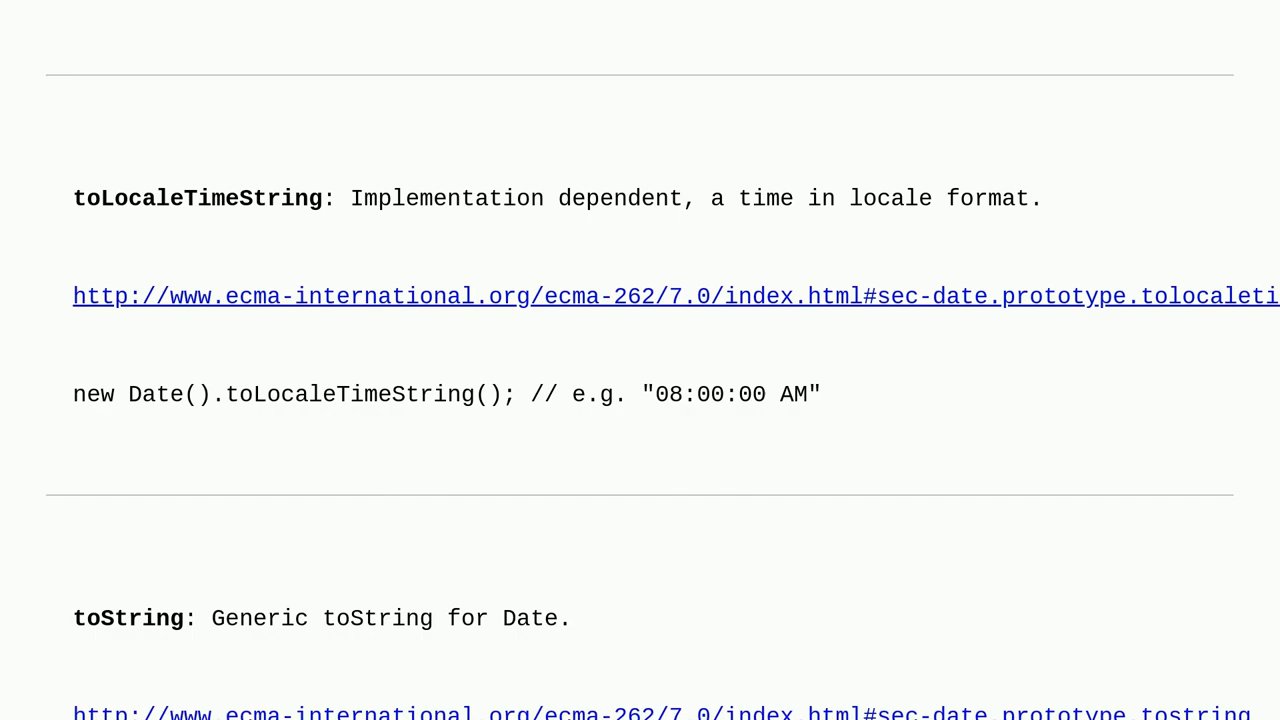 toLocaleTimeString: Implementation dependent, a time in locale format.
http://www.ecma-international.org/ecma-262/7.0/index.html#sec-date.prototype.tolocaleti
new Date().toLocaleTimeString(); // e.g. "08:00:00 AM"
toString: Generic toString for Date.
http://www.ecma-international.org/ecma-262/7.0/index.html#sec-date.prototype.tostring